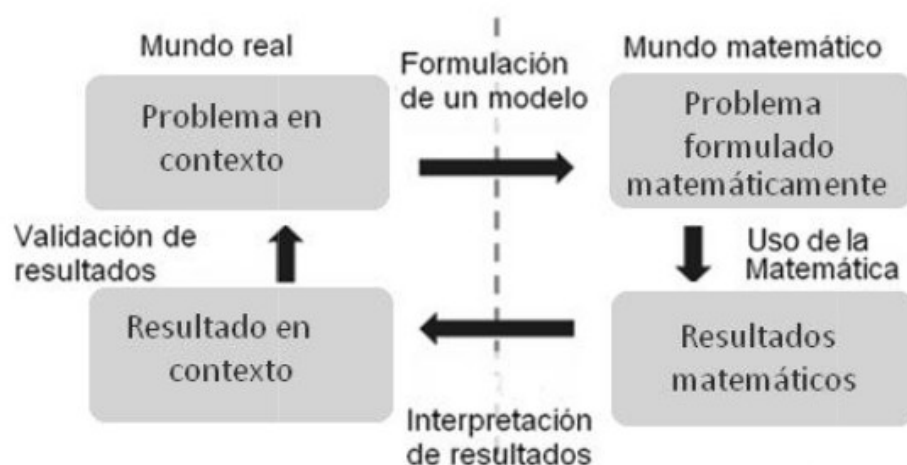 Mundo real
Mundo matemático
Formulación
de un modelo
Problema en
contexto
Problema
formulado
matemáticamente
Validación de
resultados
Uso de la
Matemática
Resultado en
contexto
Resultados
matemáticos
Interpretación
de resultados